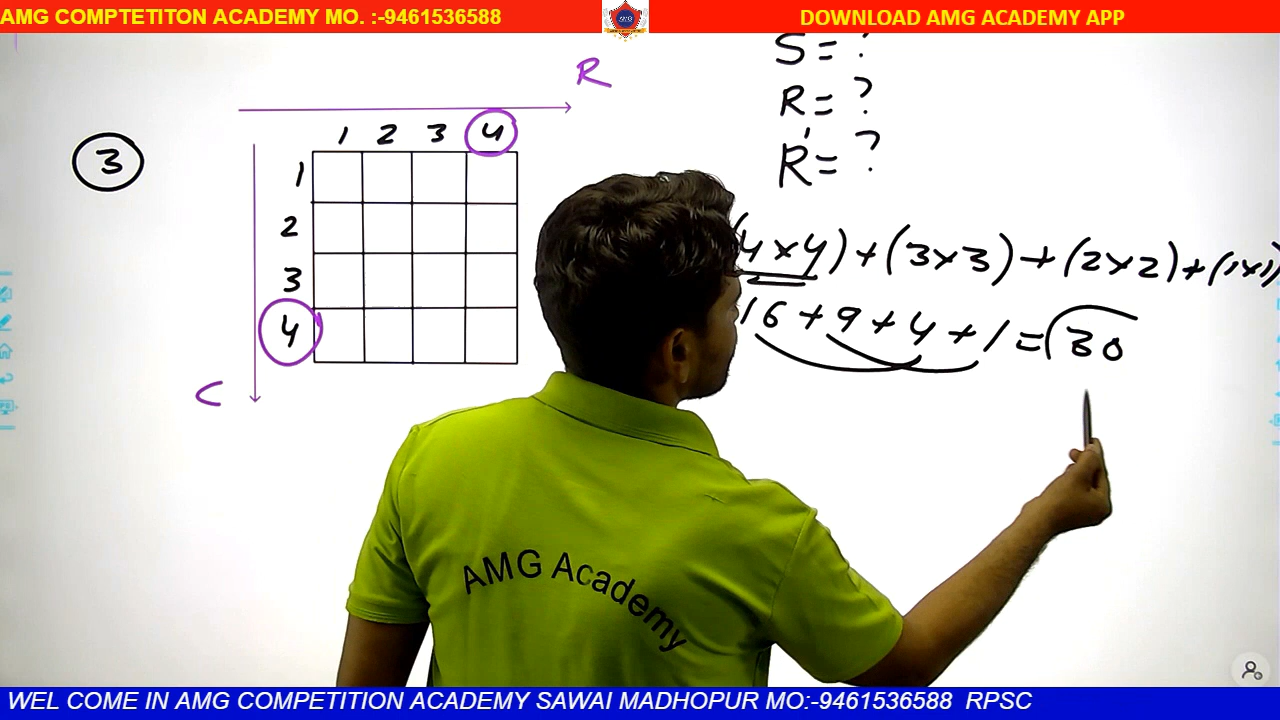 AMG COMPTETITON ACADEMY MO. :-9461536588
AMG
DOWNLOAD AMG ACADEMY APP
S = ?
R
R = ?
3
1 2 3 4
1
2
3
4
C
R' = ?
(4×4) + (3×3) + (2×2) + (1×1)
16 + 9 + 4 + 1 = 30
AMG Academy
WEL COME IN AMG COMPETITION ACADEMY SAWAI MADHOPUR MO:-9461536588 RPSC